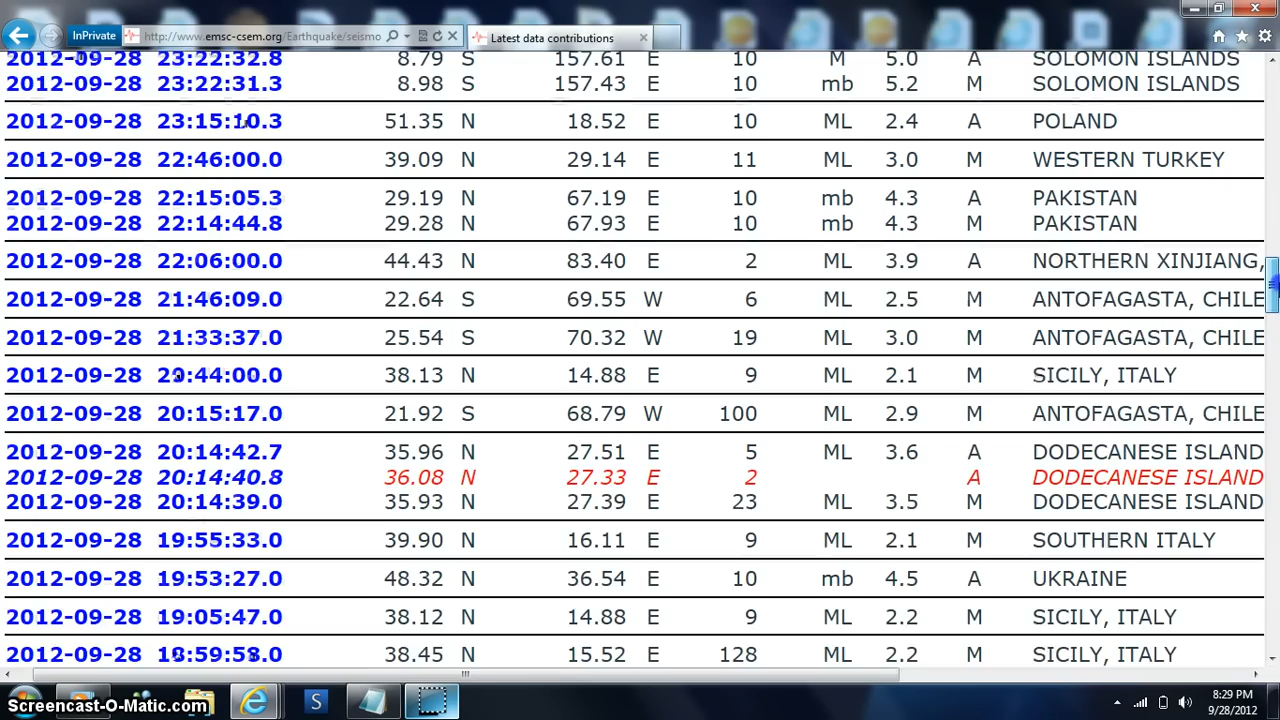 InPrivate http://www.emsc-csem.org/Earthquake/seismo Latest data contributions
2012-09-28 23:22:32.8 8.79 S 157.61 E 10 M 5.0 A SOLOMON ISLANDS
2012-09-28 23:22:31.3 8.98 S 157.43 E 10 mb 5.2 M SOLOMON ISLANDS
2012-09-28 23:15:10.3 51.35 N 18.52 E 10 ML 2.4 A POLAND
2012-09-28 22:46:00.0 39.09 N 29.14 E 11 ML 3.0 M WESTERN TURKEY
2012-09-28 22:15:05.3 29.19 N 67.19 E 10 mb 4.3 A PAKISTAN
2012-09-28 22:14:44.8 29.28 N 67.93 E 10 mb 4.3 M PAKISTAN
2012-09-28 22:06:00.0 44.43 N 83.40 E 2 ML 3.9 A NORTHERN XINJIANG,
2012-09-28 21:46:09.0 22.64 S 69.55 W 6 ML 2.5 M ANTOFAGASTA, CHILE
2012-09-28 21:33:37.0 25.54 S 70.32 W 19 ML 3.0 M ANTOFAGASTA, CHILE
2012-09-28 20:44:00.0 38.13 N 14.88 E 9 ML 2.1 M SICILY, ITALY
2012-09-28 20:15:17.0 21.92 S 68.79 W 100 ML 2.9 M ANTOFAGASTA, CHILE
2012-09-28 20:14:42.7 35.96 N 27.51 E 5 ML 3.6 A DODECANESE ISLAND
2012-09-28 20:14:40.8 36.08 N 27.33 E 2 A DODECANESE ISLAND
2012-09-28 20:14:39.0 35.93 N 27.39 E 23 ML 3.5 M DODECANESE ISLAND
2012-09-28 19:55:33.0 39.90 N 16.11 E 9 ML 2.1 M SOUTHERN ITALY
2012-09-28 19:53:27.0 48.32 N 36.54 E 10 mb 4.5 A UKRAINE
2012-09-28 19:05:47.0 38.12 N 14.88 E 9 ML 2.2 M SICILY, ITALY
2012-09-28 18:59:58.0 38.45 N 15.52 E 128 ML 2.2 M SICILY, ITALY
8:29 PM
Screencast-O-Matic.com S 9/28/2012